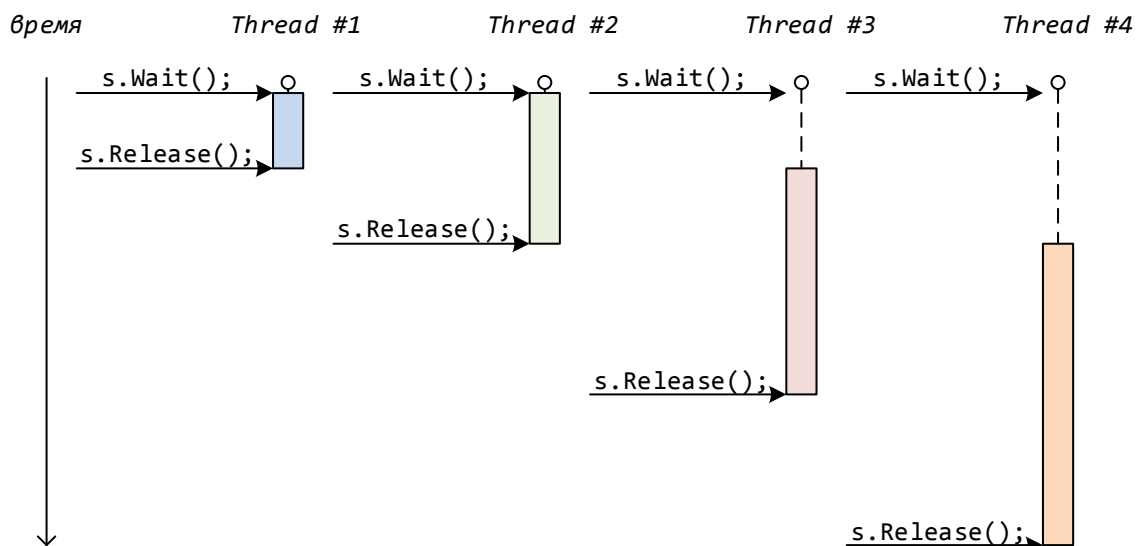 время Thread #1 Thread #2 Thread #3 Thread #4
s.Wait(); s.Wait(); s.Wait(); s.Wait();
s.Release();
s.Release();
s.Release();
s.Release();